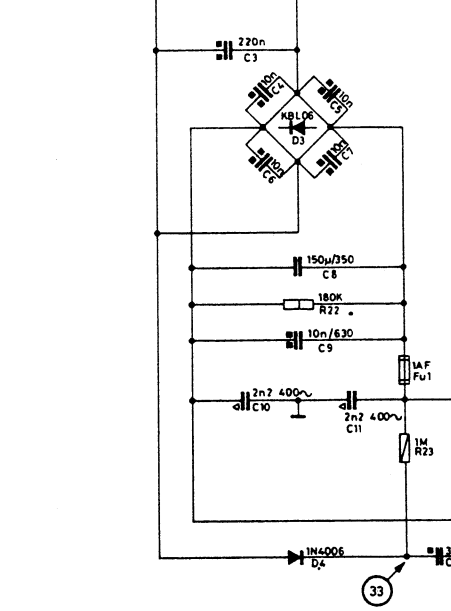 220n
C3
10n
C4
10n
C5
KBL06
D3
10n
C6
10n
C7
150µ/350
C8
180K
R22
10n/630
C9
1AF
Fu1
2n2 400~
C10
2n2 400~
C11
1M
R23
1N4006
D4
33